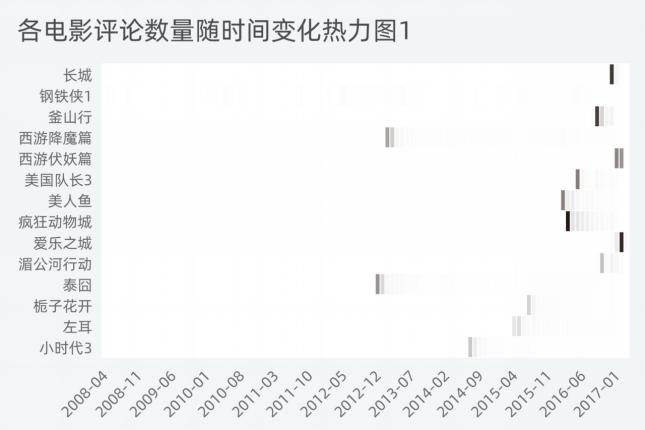 各电影评论数量随时间变化热力图1
长城
钢铁侠1
釜山行
西游降魔篇
西游伏妖篇
美国队长3
美人鱼
疯狂动物城
爱乐之城
湄公河行动
泰囧
栀子花开
左耳
小时代3
2008-04
2008-11
2009-06
2010-01
2010-08
2011-03
2011-10
2012-05
2012-12
2013-07
2014-02
2014-09
2015-04
2015-11
2016-06
2017-01